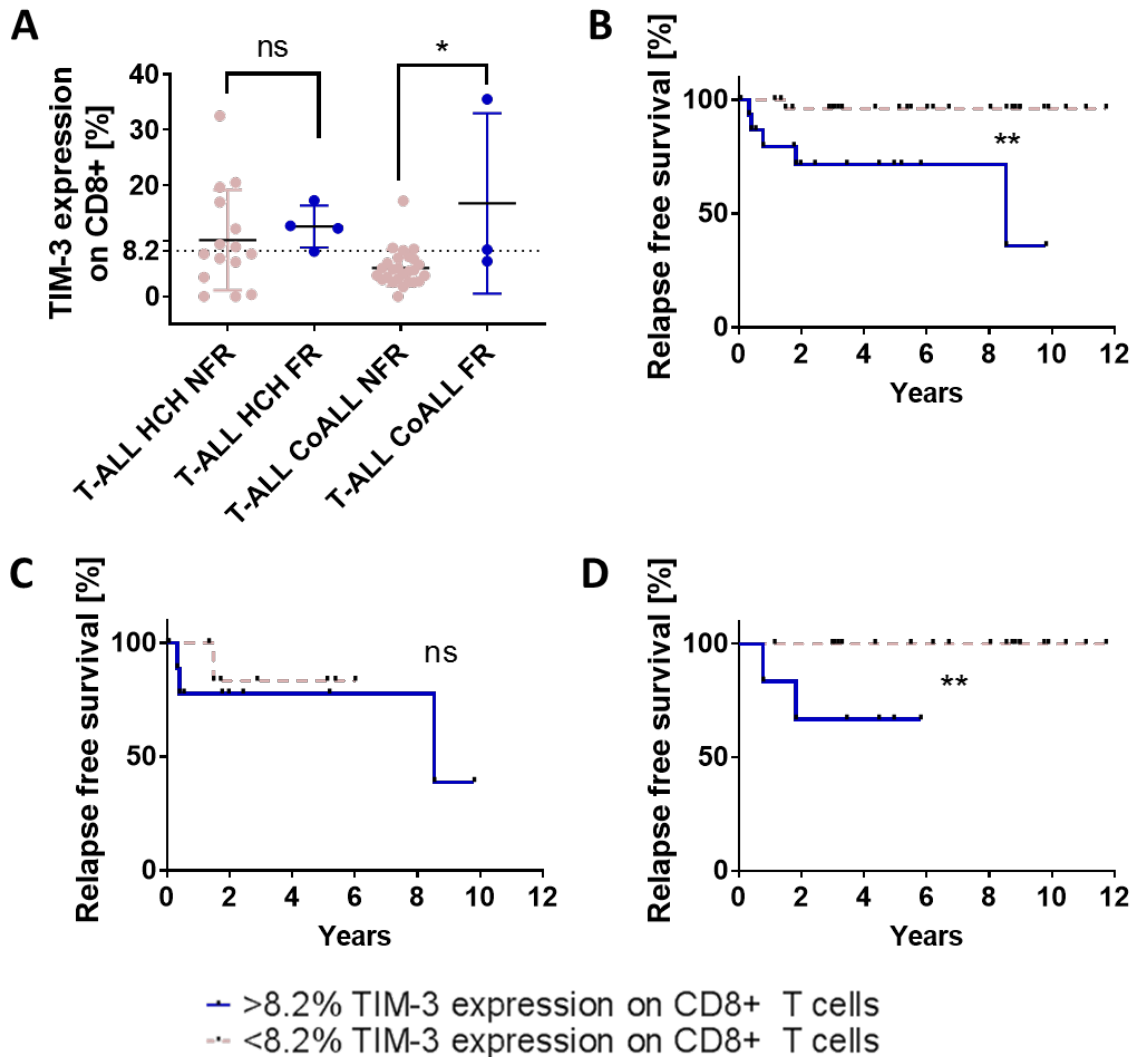 A
TIM-3 expression
on CD8+ [%]
40
30
20
8.2
0
ns
*
T-ALL HCH NFR
T-ALL HCH FR
T-ALL CoALL NFR
T-ALL CoALL FR
B
Relapse free survival [%]
100
50
0
**
0 2 4 6 8 10 12
Years
C
Relapse free survival [%]
100
50
0
ns
0 2 4 6 8 10 12
Years
D
Relapse free survival [%]
100
50
0
**
0 2 4 6 8 10 12
Years
>8.2% TIM-3 expression on CD8+ T cells
<8.2% TIM-3 expression on CD8+ T cells